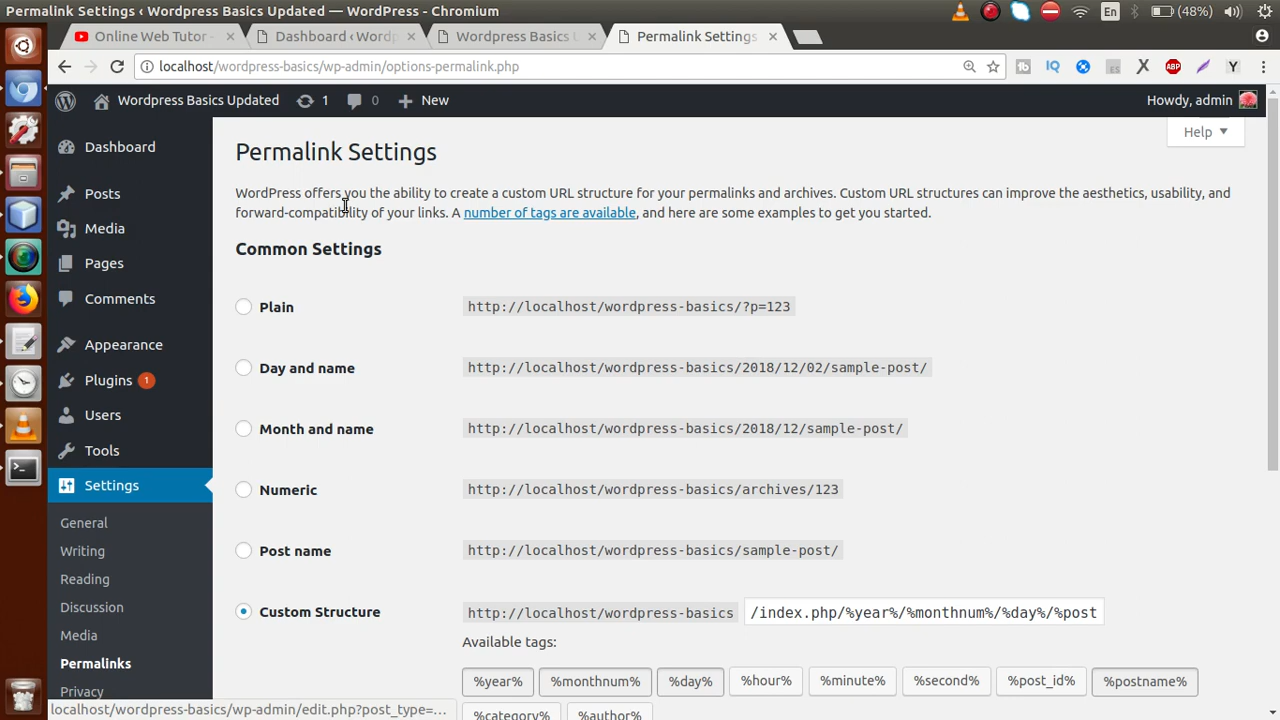 Permalink Settings ‹ Wordpress Basics Updated — WordPress - Chromium
En
(48%)
Online Web Tutor -
Dashboard ‹ Wordp
Wordpress Basics U
Permalink Settings
localhost/wordpress-basics/wp-admin/options-permalink.php
fb
IQ
ES
X
ABP
Y
Wordpress Basics Updated
1
0
New
Howdy, admin
Help
Dashboard
Posts
Media
Pages
Comments
Appearance
Plugins 1
Users
Tools
Settings
General
Writing
Reading
Discussion
Media
Permalinks
Privacy
Permalink Settings
WordPress offers you the ability to create a custom URL structure for your permalinks and archives. Custom URL structures can improve the aesthetics, usability, and
forward-compatibility of your links. A number of tags are available, and here are some examples to get you started.
Common Settings
Plain http://localhost/wordpress-basics/?p=123
Day and name http://localhost/wordpress-basics/2018/12/02/sample-post/
Month and name http://localhost/wordpress-basics/2018/12/sample-post/
Numeric http://localhost/wordpress-basics/archives/123
Post name http://localhost/wordpress-basics/sample-post/
Custom Structure http://localhost/wordpress-basics /index.php/%year%/%monthnum%/%day%/%post
Available tags:
%year% %monthnum% %day% %hour% %minute% %second% %post_id% %postname%
%category% %author%
localhost/wordpress-basics/wp-admin/edit.php?post_type=...